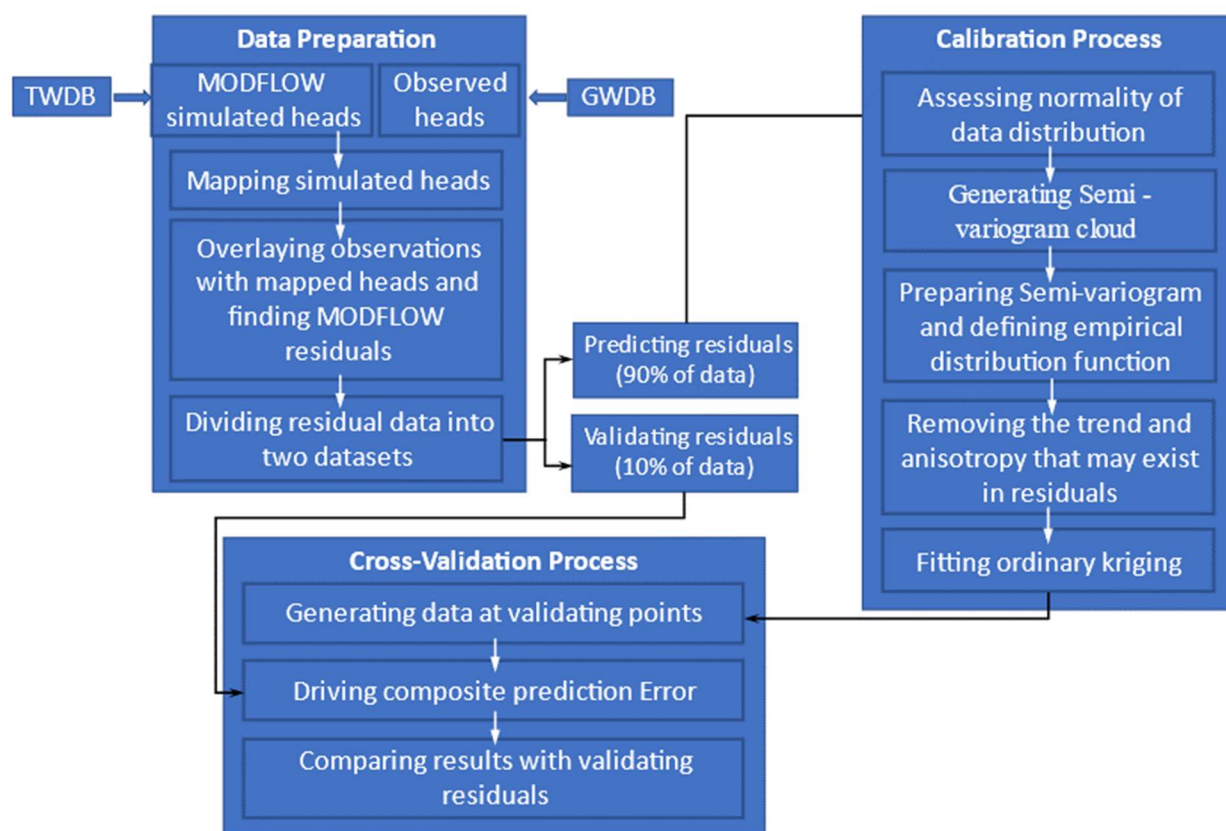 Data Preparation
TWDB
MODFLOW
simulated heads
Observed
heads
GWDB
Mapping simulated heads
Overlaying observations
with mapped heads and
finding MODFLOW
residuals
Dividing residual data into
two datasets
Predicting residuals
(90% of data)
Validating residuals
(10% of data)
Calibration Process
Assessing normality of
data distribution
Generating Semi -
variogram cloud
Preparing Semi-variogram
and defining empirical
distribution function
Removing the trend and
anisotropy that may exist
in residuals
Fitting ordinary kriging
Cross-Validation Process
Generating data at validating points
Driving composite prediction Error
Comparing results with validating
residuals